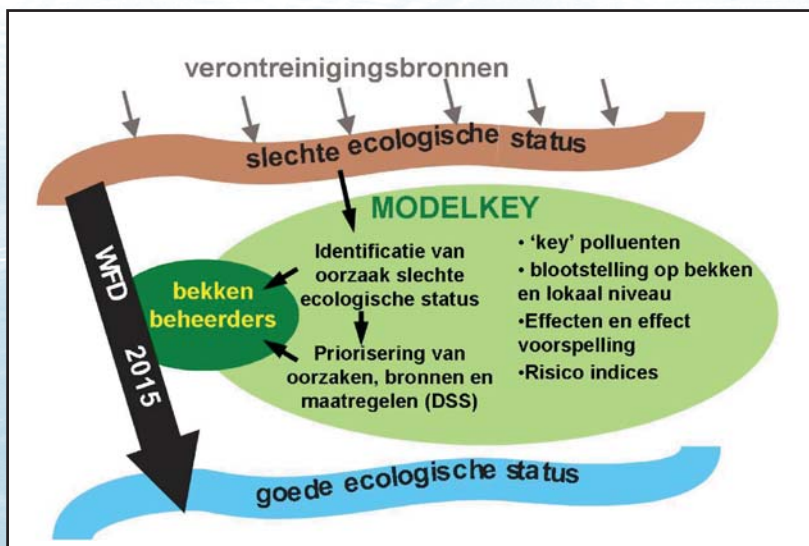 verontreinigingsbronnen
slechte ecologische status
MODELKEY
WFD 2015
bekken
beheerders
Identificatie van
oorzaak slechte
ecologische status
Priorisering van
oorzaken, bronnen en
maatregelen (DSS)
• 'key' polluenten
• blootstelling op bekken
en lokaal niveau
•Effecten en effect
voorspelling
•Risico indices
goede ecologische status